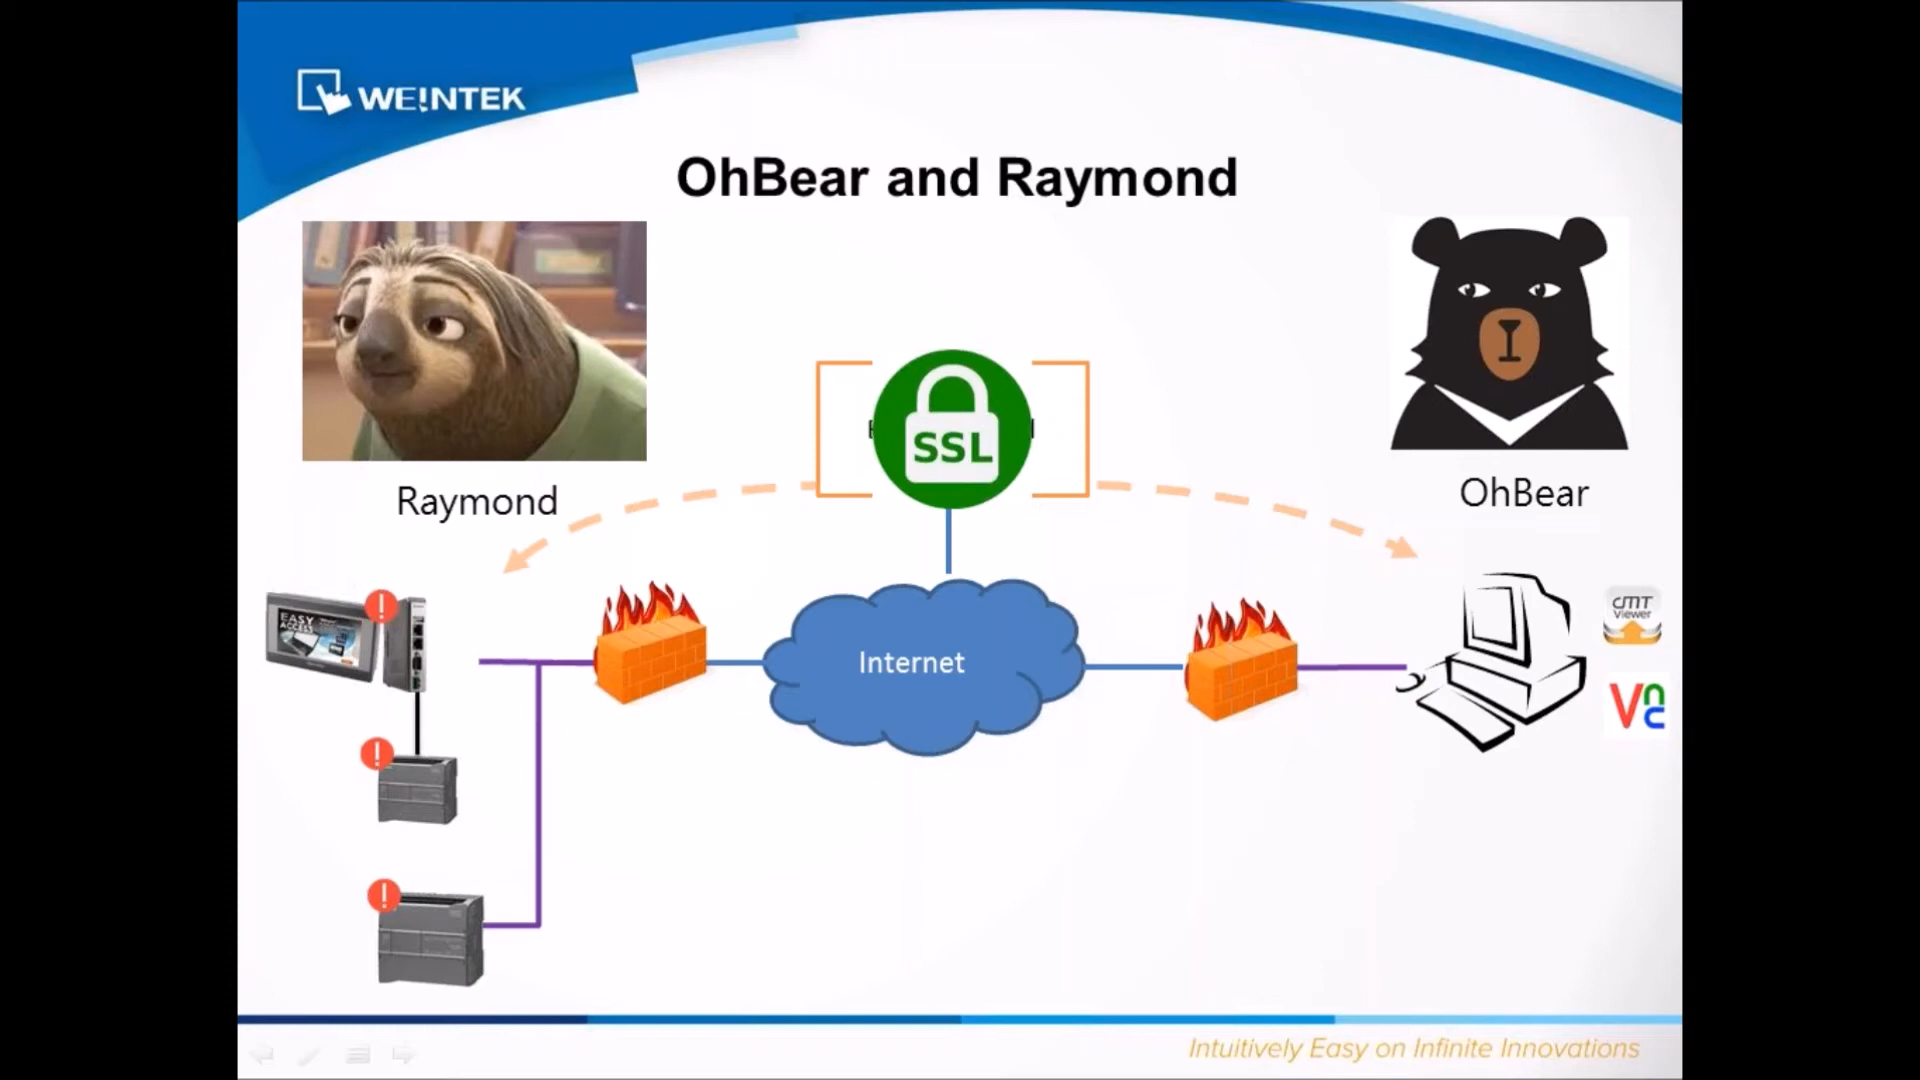 WEINTEK
OhBear and Raymond
SSL
Raymond
OhBear
EASY
ACCESS
Internet
cMT
Viewer
Vnc
Intuitively Easy on Infinite Innovations